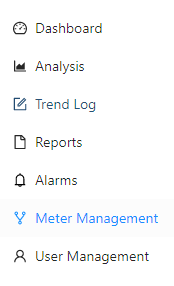 Dashboard
Analysis
Trend Log
Reports
Alarms
Meter Management
User Management